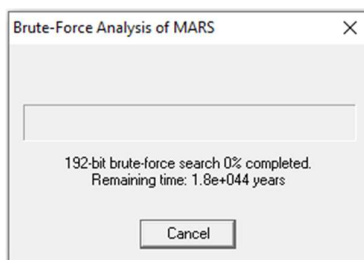 Brute-Force Analysis of MARS
192-bit brute-force search 0% completed.
Remaining time: 1.8e+044 years
Cancel